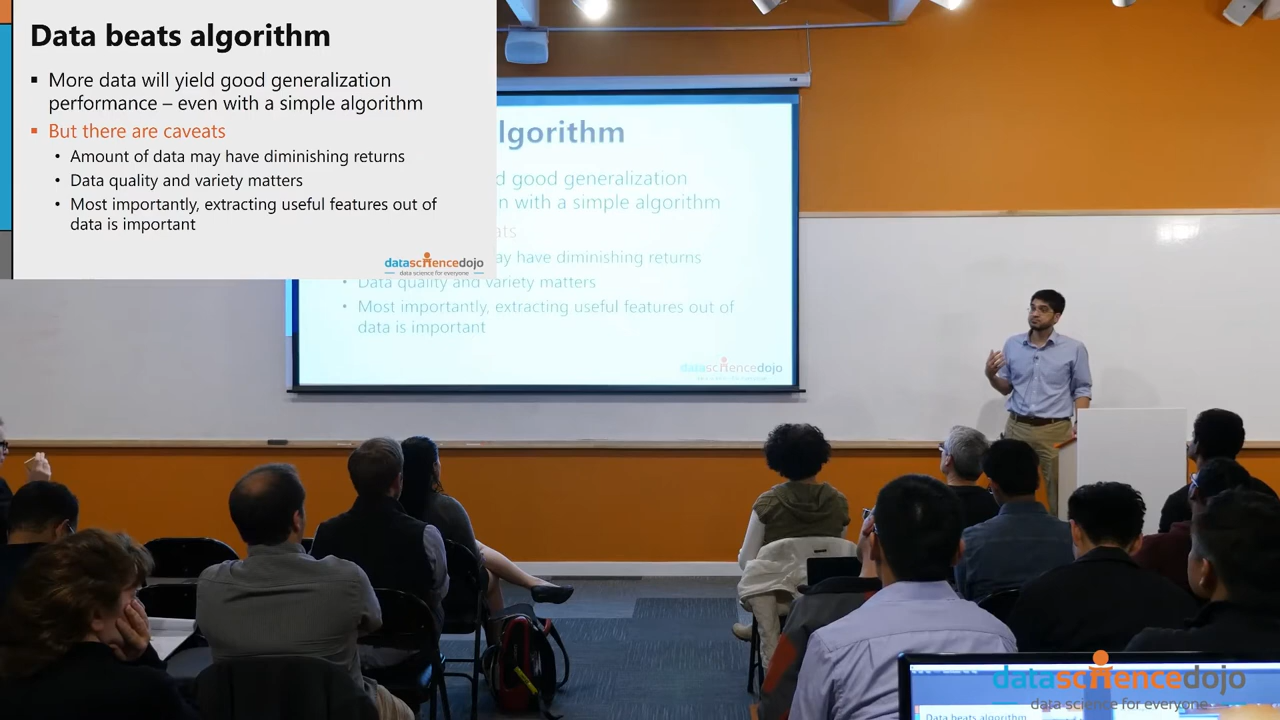 Data beats algorithm
▪ More data will yield good generalization
performance – even with a simple algorithm
▪ But there are caveats
• Amount of data may have diminishing returns
• Data quality and variety matters
• Most importantly, extracting useful features out of
data is important
datasciencedojo
data science for everyone
lgorithm
d good generalization
n with a simple algorithm
ats
ay have diminishing returns
• Data quality and variety matters
• Most importantly, extracting useful features out of
data is important
datasciencedojo
datasciencedojo
data science for everyone
Data beats algorithm